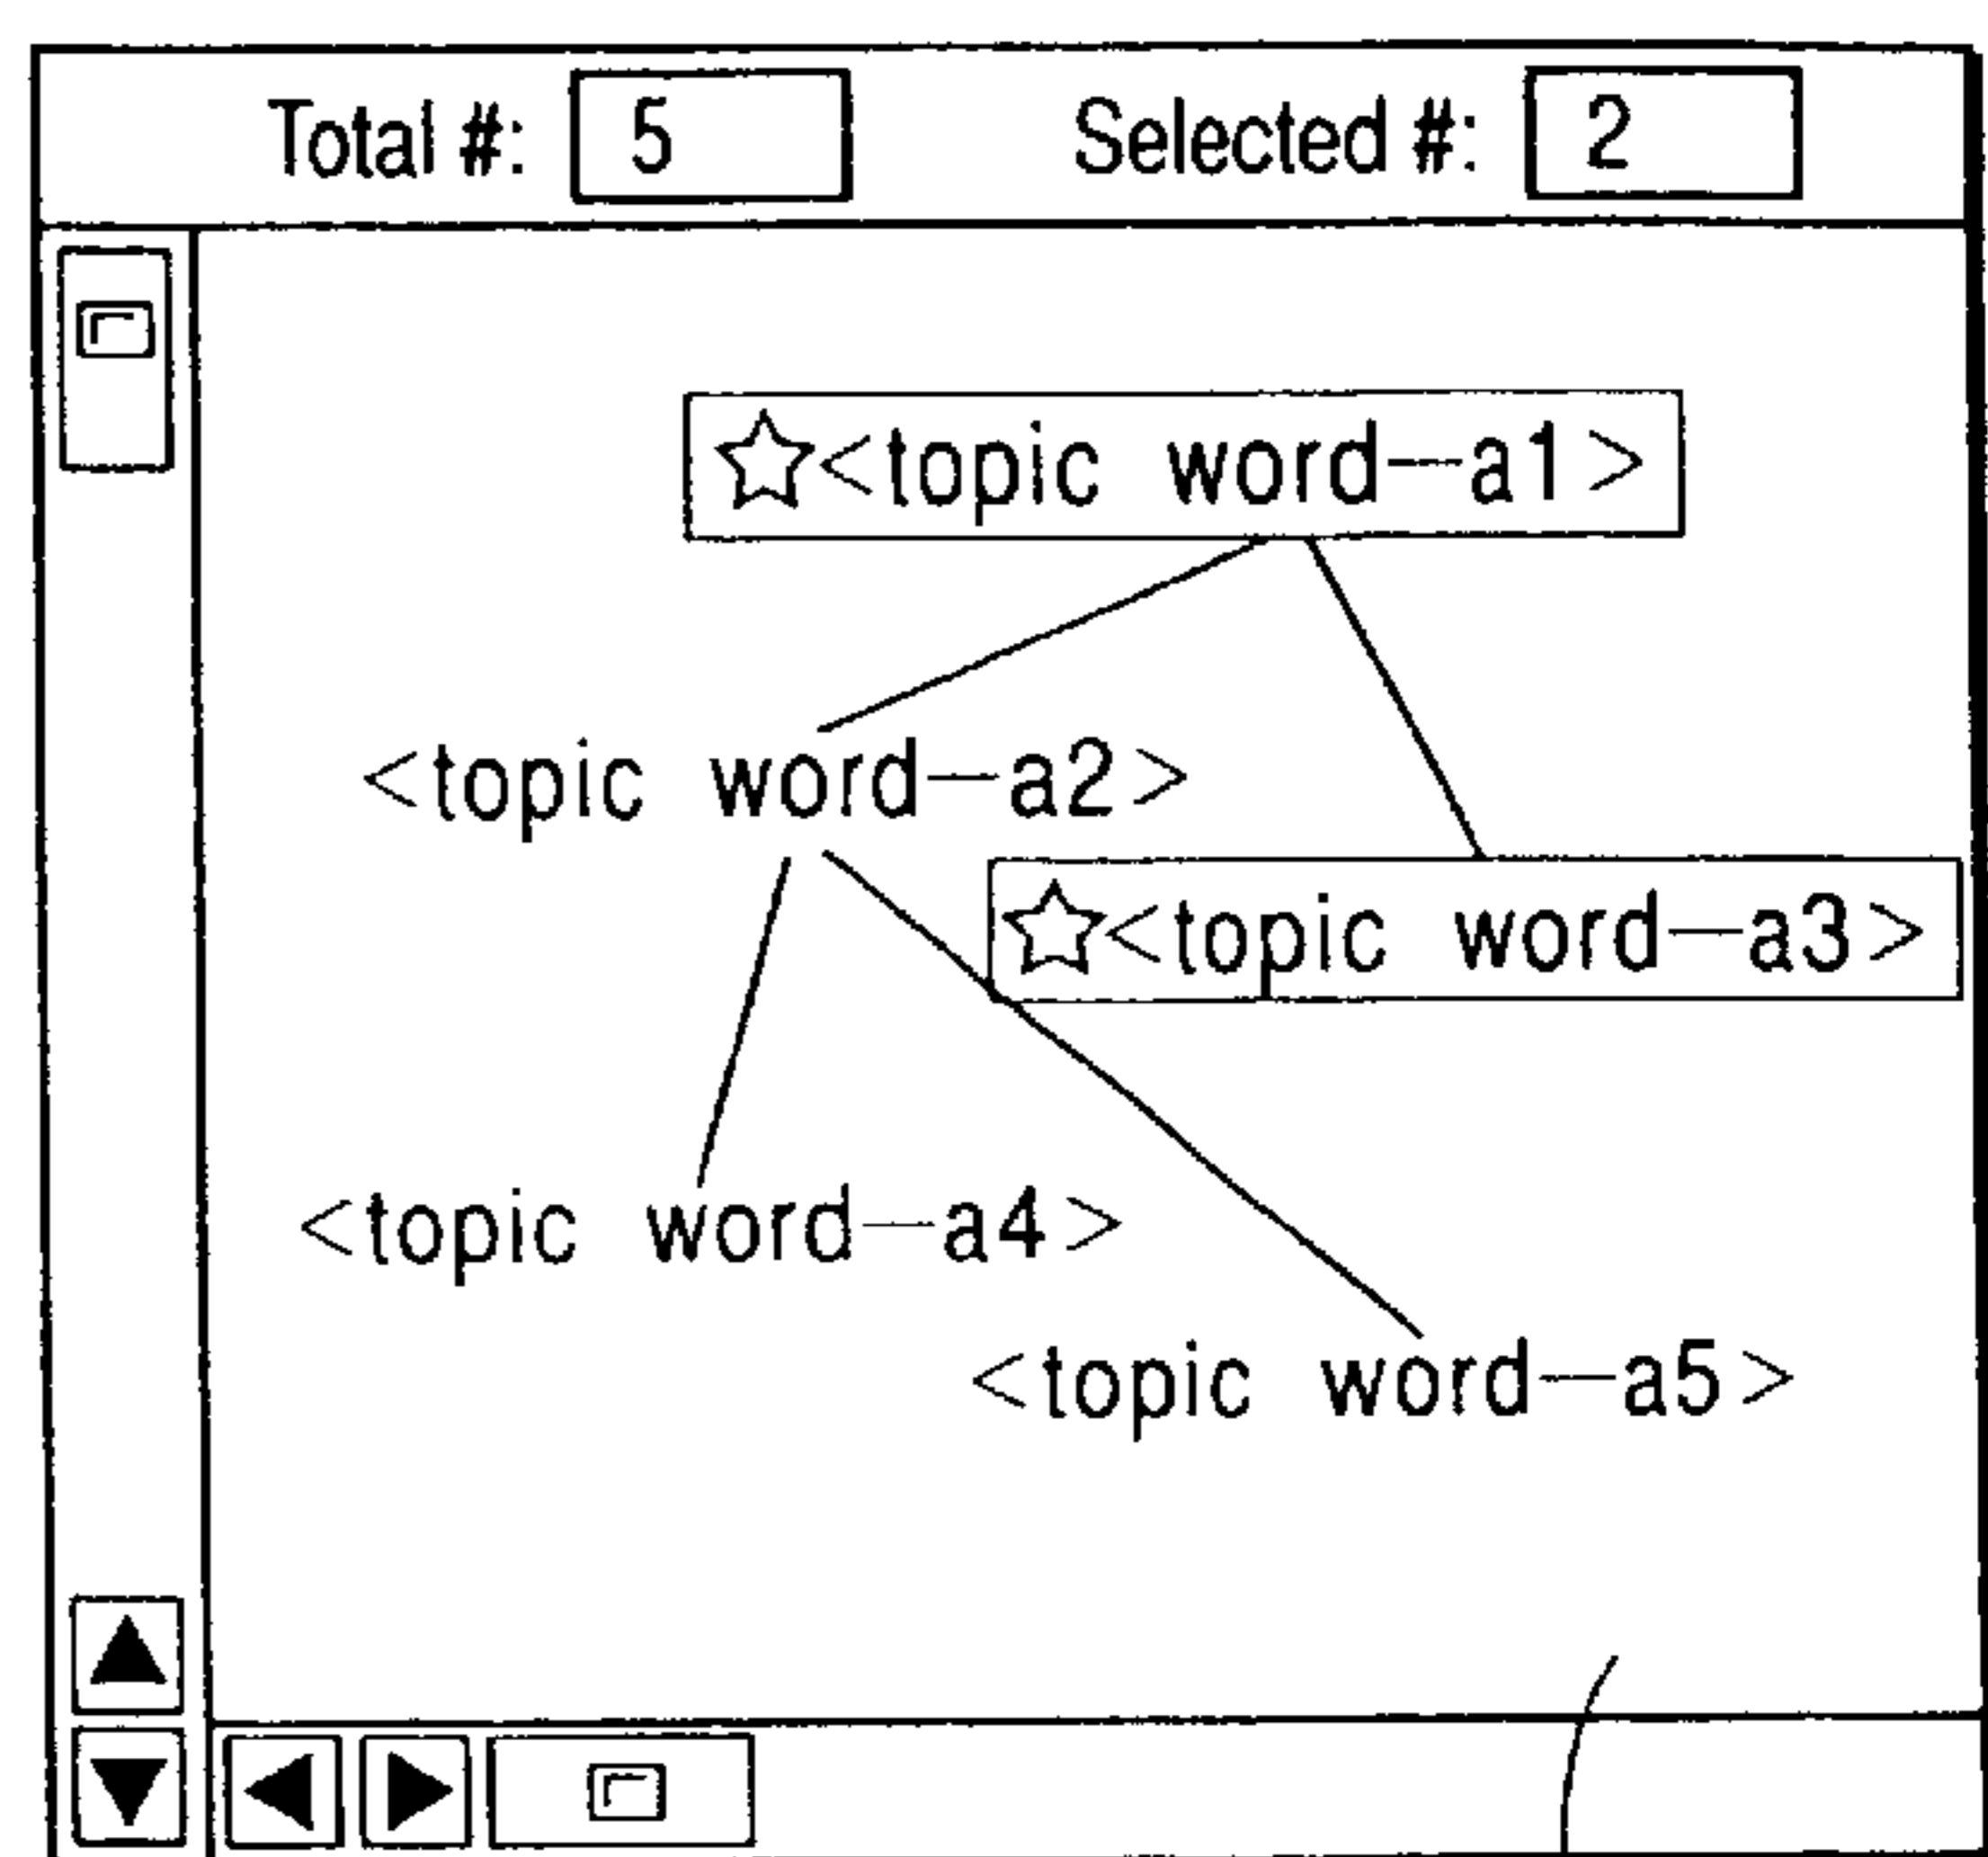 Total #: 5 Selected #: 2
☆<topic word—a1>
<topic word—a2>
☆<topic word—a3>
<topic word—a4>
<topic word—a5>